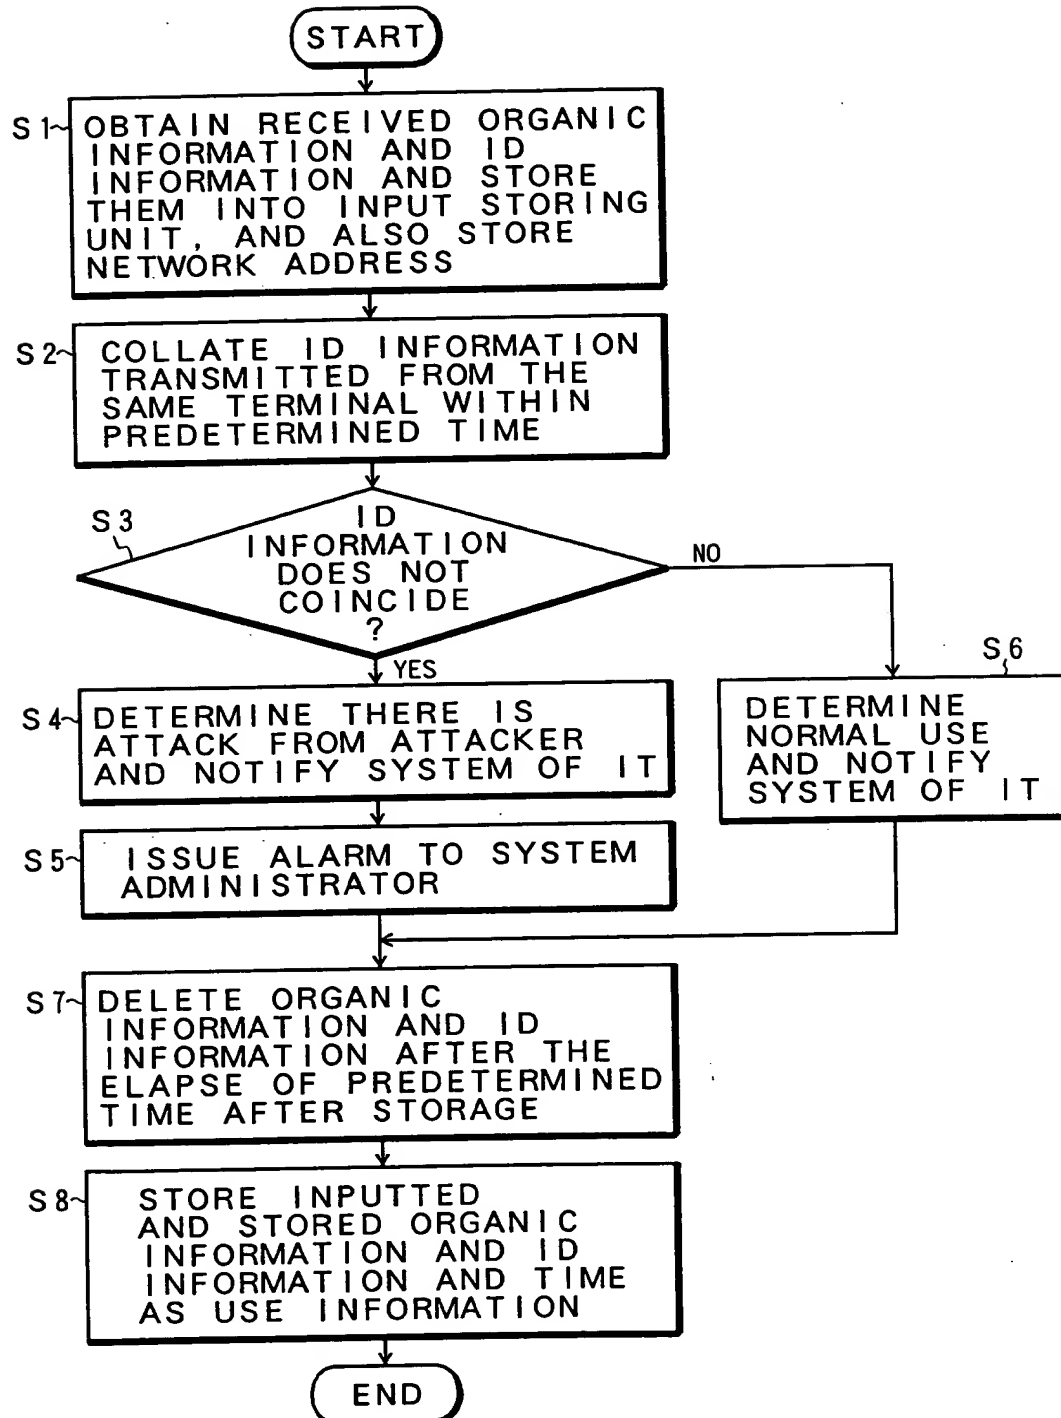 START
S1
OBTAIN RECEIVED ORGANIC
INFORMATION AND ID
INFORMATION AND STORE
THEM INTO INPUT STORING
UNIT, AND ALSO STORE
NETWORK ADDRESS
S2
COLLATE ID INFORMATION
TRANSMITTED FROM THE
SAME TERMINAL WITHIN
PREDETERMINED TIME
S3
ID
INFORMATION
DOES NOT
COINCIDE
?
NO
YES
S4
DETERMINE THERE IS
ATTACK FROM ATTACKER
AND NOTIFY SYSTEM OF IT
S6
DETERMINE
NORMAL USE
AND NOTIFY
SYSTEM OF IT
S5
ISSUE ALARM TO SYSTEM
ADMINISTRATOR
S7
DELETE ORGANIC
INFORMATION AND ID
INFORMATION AFTER THE
ELAPSE OF PREDETERMINED
TIME AFTER STORAGE
S8
STORE INPUTTED
AND STORED ORGANIC
INFORMATION AND ID
INFORMATION AND TIME
AS USE INFORMATION
END